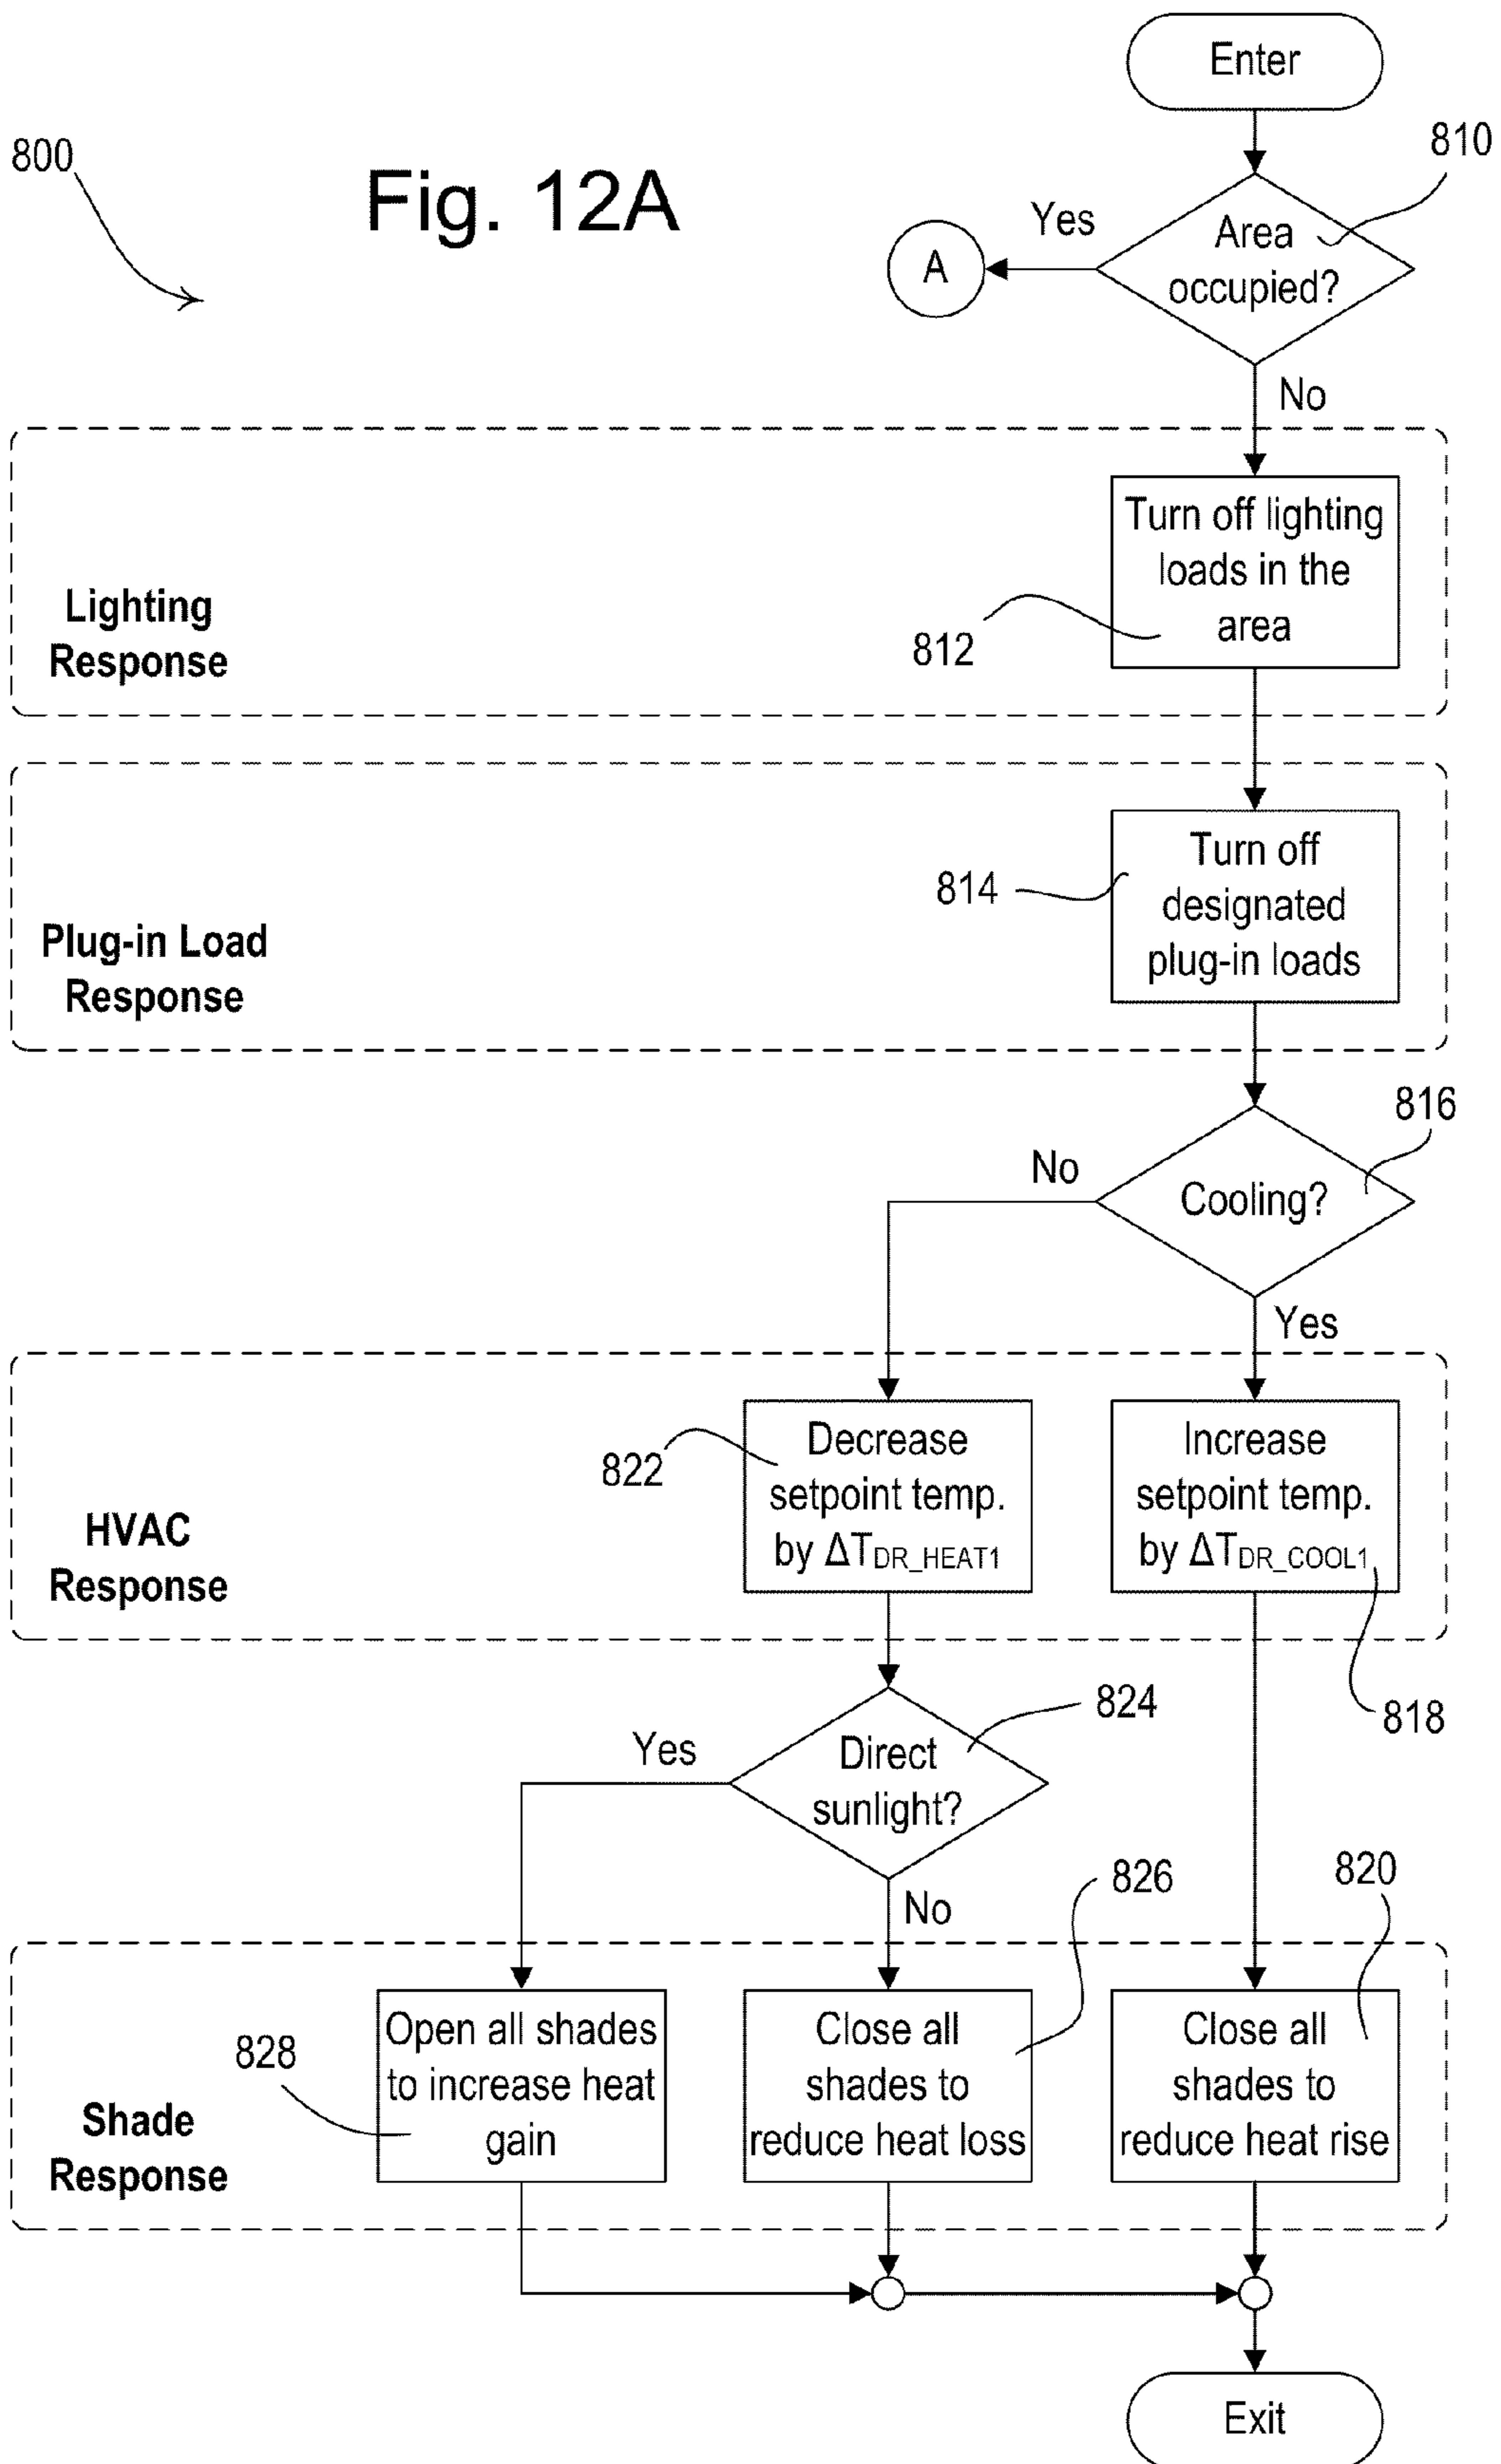 Enter
800
Fig. 12A
810
Yes
A
Area
occupied?
No
Lighting
Response
Turn off lighting
loads in the
area
812
Plug-in Load
Response
814
Turn off
designated
plug-in loads
816
No
Cooling?
Yes
HVAC
Response
822
Decrease
setpoint temp.
by ΔTDR_HEAT1
Increase
setpoint temp.
by ΔTDR_COOL1
818
824
Yes
Direct
sunlight?
826
820
No
Shade
Response
828
Open all shades
to increase heat
gain
Close all
shades to
reduce heat loss
Close all
shades to
reduce heat rise
Exit